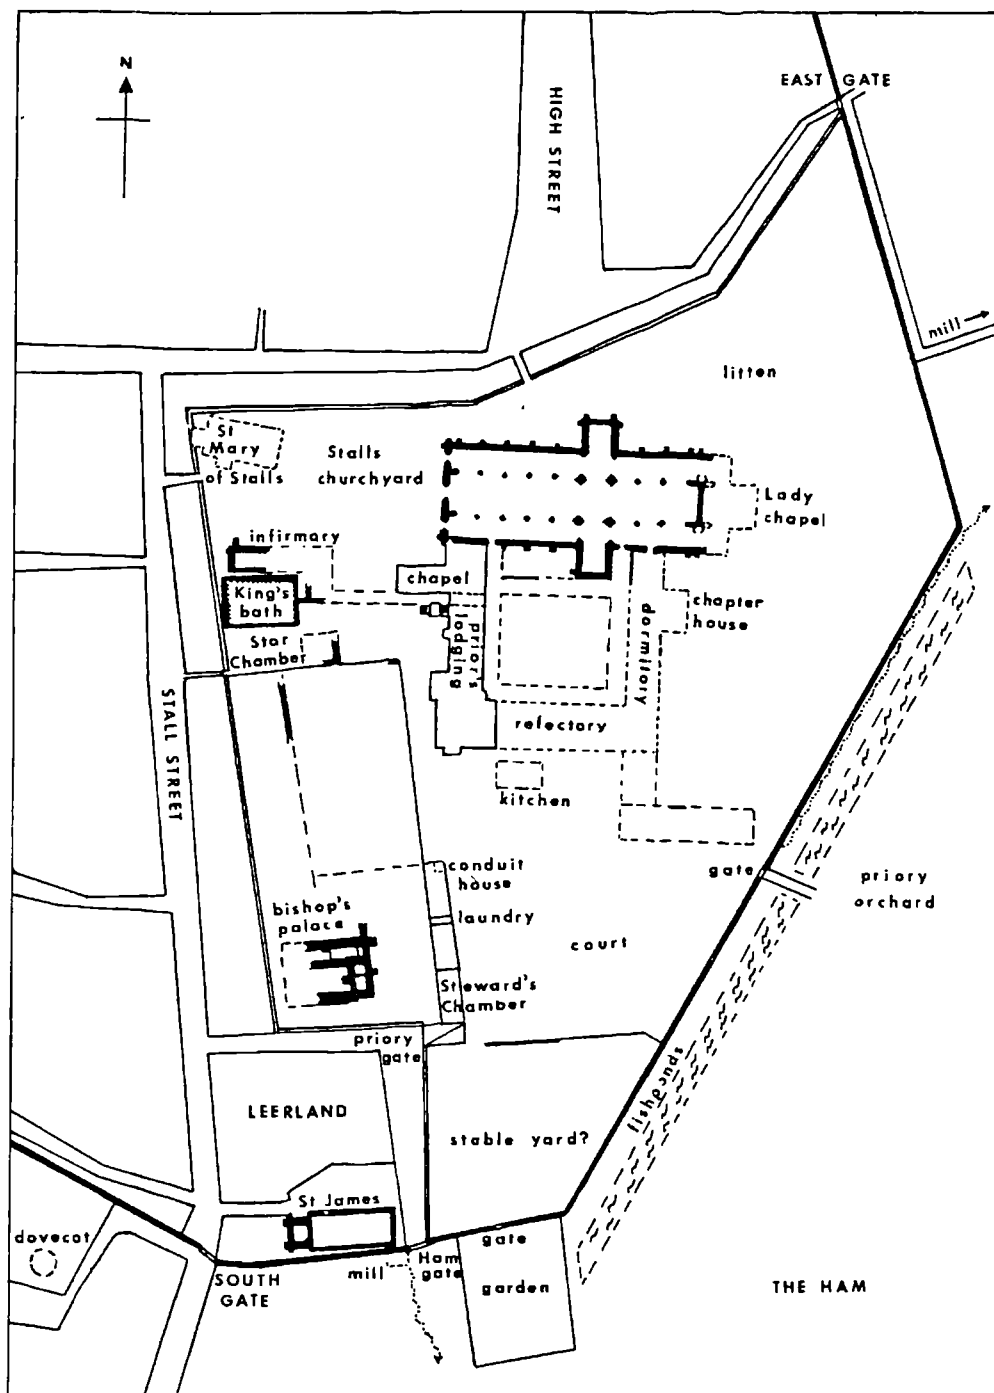 N
EAST GATE
HIGH STREET
mill
litten
St
Mary
of Stalls
Stalls
churchyard
Lady
chapel
infirmary
chapel
King's
bath
prior's
lodging
dormitory
chapter
house
Star
Chamber
STALL STREET
refectory
kitchen
conduit
house
gate
priory
orchard
bishop's
palace
laundry
court
Steward's
Chamber
priory
gate
fishponds
LEERLAND
stable yard?
St James
dovecot
gate
SOUTH
GATE
mill
Ham
gate
garden
THE HAM